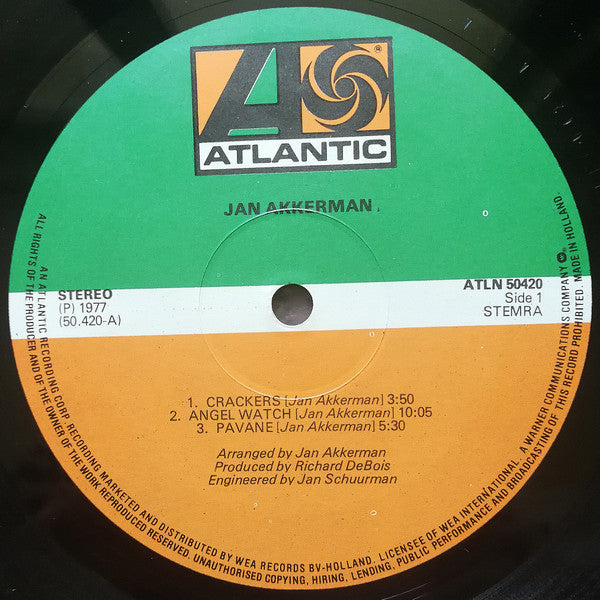 ATLANTIC
®
JAN AKKERMAN
STEREO
(P) 1977
(50.420-A)
ATLN 50420
Side 1
STEMRA
1. CRACKERS [Jan Akkerman] 3:50
2. ANGEL WATCH [Jan Akkerman] 10:05
3. PAVANE [Jan Akkerman] 5:30
Arranged by Jan Akkerman
Produced by Richard DeBois
Engineered by Jan Schuurman
AN ATLANTIC RECORDING CORP. RECORDING MARKETED AND DISTRIBUTED BY WEA RECORDS BV-HOLLAND. LICENSEE OF WEA INTERNATIONAL. A WARNER COMMUNICATIONS COMPANY
ALL RIGHTS OF THE PRODUCER AND OF THE OWNER OF THE WORK REPRODUCED RESERVED. UNAUTHORISED COPYING, HIRING, LENDING, PUBLIC PERFORMANCE AND BROADCASTING OF THIS RECORD PROHIBITED. MADE IN HOLLAND.